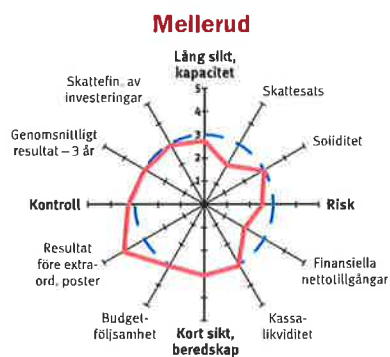 Mellerud
Lång sikt,
kapacitet
Skattefin. av
investeringar
Skattesats
Genomsnittligt
resultat – 3 år
Soliditet
5
4
3
2
1
Kontroll
Risk
Resultat
före extra-
ord. poster
Finansiella
nettotillgångar
Budget-
följsamhet
Kassa-
likviditet
Kort sikt,
beredskap